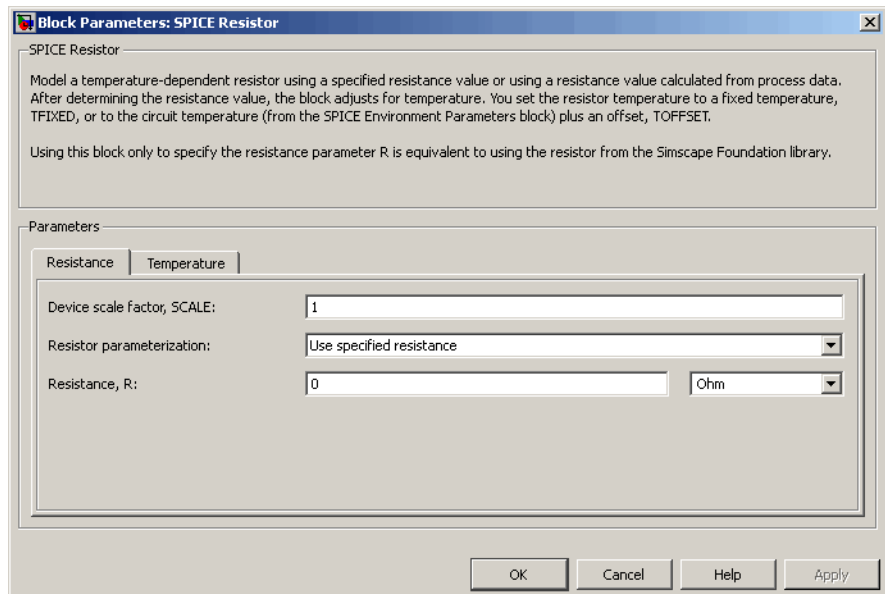 Block Parameters: SPICE Resistor
SPICE Resistor
Model a temperature-dependent resistor using a specified resistance value or using a resistance value calculated from process data.
After determining the resistance value, the block adjusts for temperature. You set the resistor temperature to a fixed temperature,
TFIXED, or to the circuit temperature (from the SPICE Environment Parameters block) plus an offset, TOFFSET.
Using this block only to specify the resistance parameter R is equivalent to using the resistor from the Simscape Foundation library.
Parameters
Resistance Temperature
Device scale factor, SCALE: 1
Resistor parameterization: Use specified resistance
Resistance, R: 0 Ohm
OK Cancel Help Apply